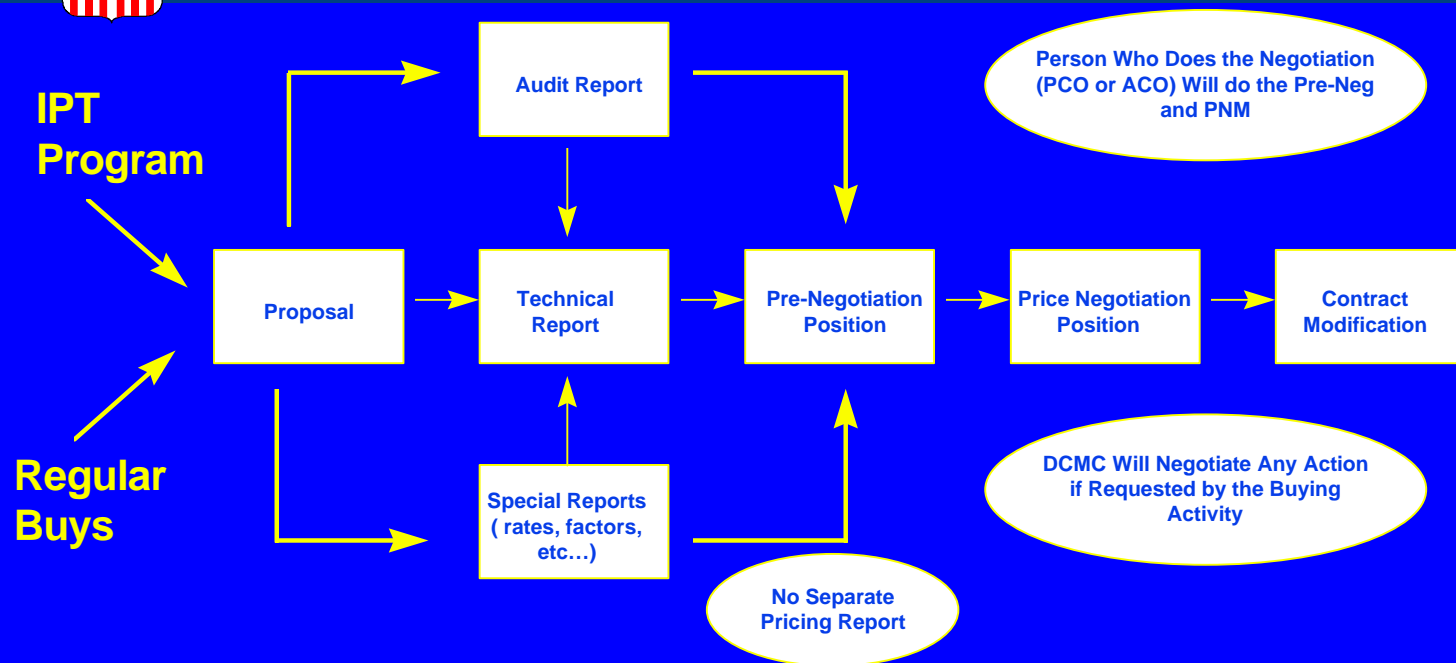 IPT
Program
Regular
Buys
Proposal
Audit Report
Technical
Report
Special Reports
( rates, factors,
etc…)
Pre-Negotiation
Position
Price Negotiation
Position
Contract
Modification
Person Who Does the Negotiation
(PCO or ACO) Will do the Pre-Neg
and PNM
DCMC Will Negotiate Any Action
if Requested by the Buying
Activity
No Separate
Pricing Report